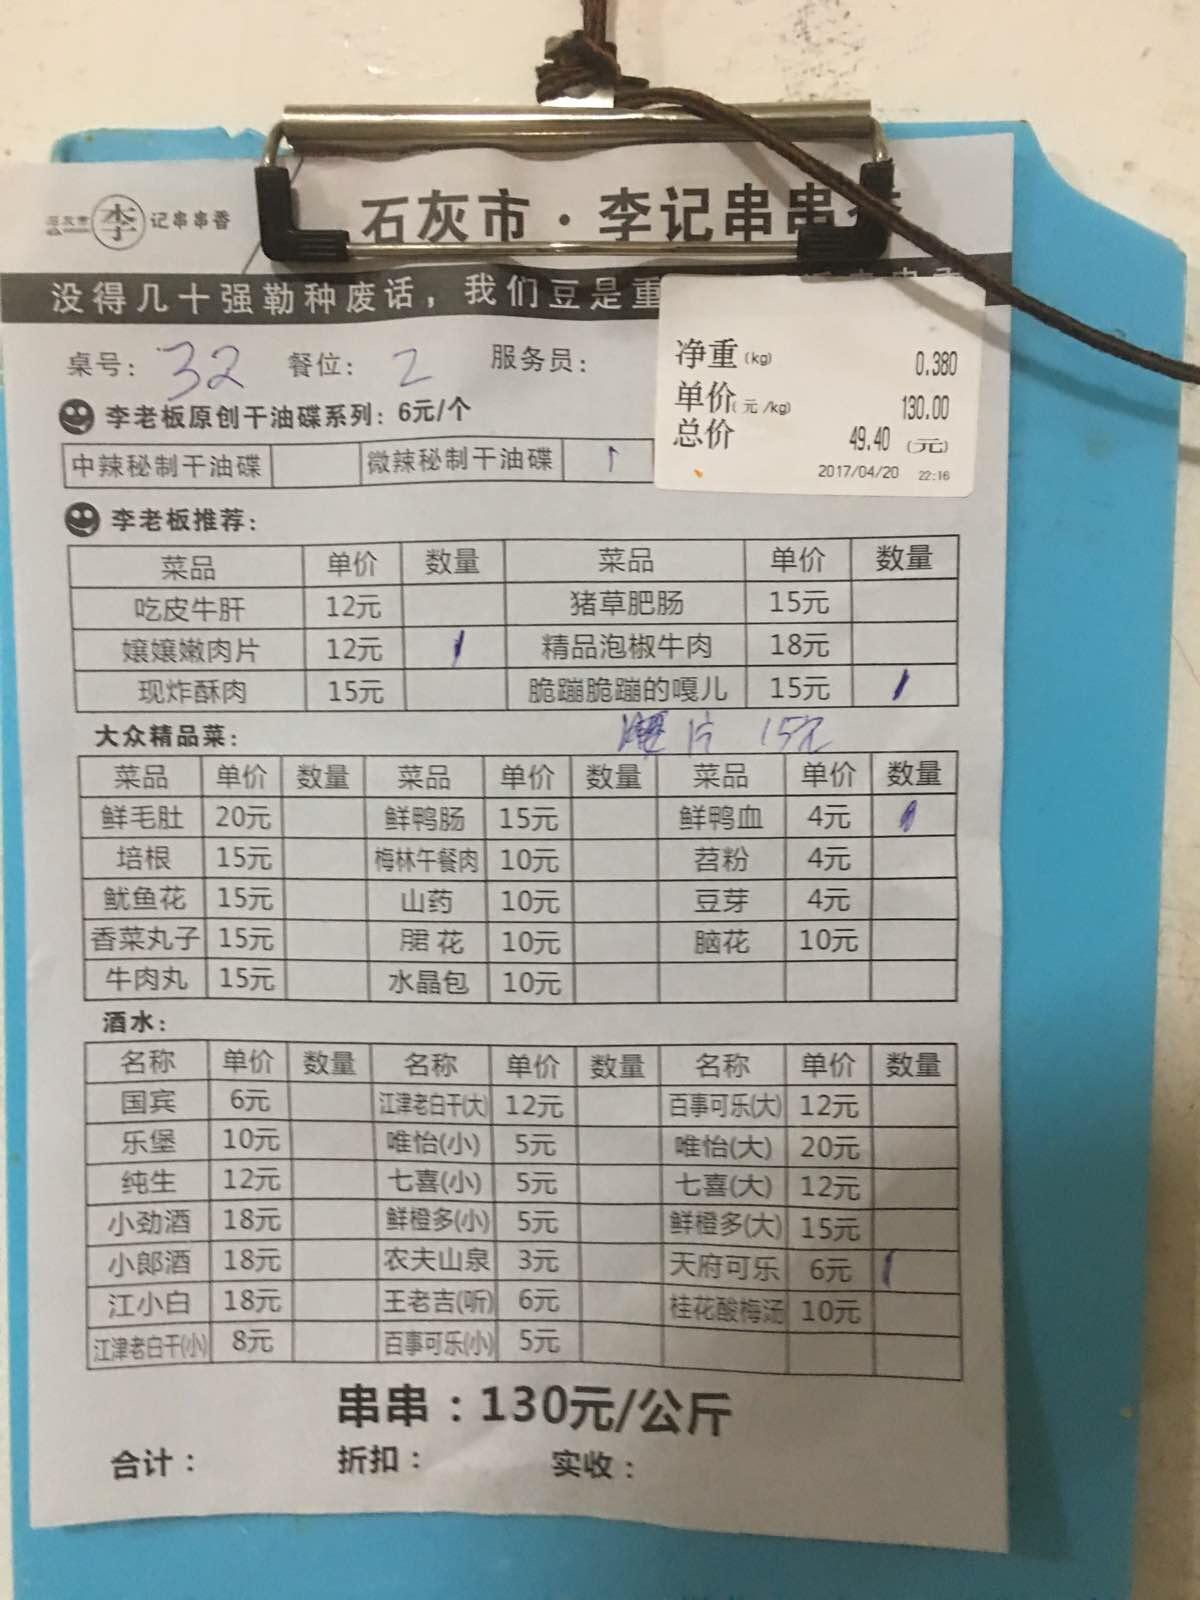 石灰市 李 记串串香
石灰市·李记串串香
没得几十强勒种废话，我们豆是重
桌号： 32 餐位： 2 服务员：
净重(kg) 0.380
单价(元/kg) 130.00
总价 49.40 (元)
2017/04/20 22:16
李老板原创干油碟系列：6元/个
中辣秘制干油碟 微辣秘制干油碟 1
李老板推荐：
菜品 单价 数量 菜品 单价 数量
吃皮牛肝 12元 猪草肥肠 15元
嬢嬢嫩肉片 12元 1 精品泡椒牛肉 18元
现炸酥肉 15元 脆蹦脆蹦的嘎儿 15元 1
大众精品菜： 片 15元
菜品 单价 数量 菜品 单价 数量 菜品 单价 数量
鲜毛肚 20元 鲜鸭肠 15元 鲜鸭血 4元 1
培根 15元 梅林午餐肉 10元 苕粉 4元
鱿鱼花 15元 山药 10元 豆芽 4元
香菜丸子 15元 花 10元 脑花 10元
牛肉丸 15元 水晶包 10元
酒水：
名称 单价 数量 名称 单价 数量 名称 单价 数量
国宾 6元 江津老白干(大) 12元 百事可乐(大) 12元
乐堡 10元 唯怡(小) 5元 唯怡(大) 20元
纯生 12元 七喜(小) 5元 七喜(大) 12元
小劲酒 18元 鲜橙多(小) 5元 鲜橙多(大) 15元
小郎酒 18元 农夫山泉 3元 天府可乐 6元 1
江小白 18元 王老吉(听) 6元 桂花酸梅汤 10元
江津老白干(小) 8元 百事可乐(小) 5元
串串：130元/公斤
合计： 折扣： 实收：